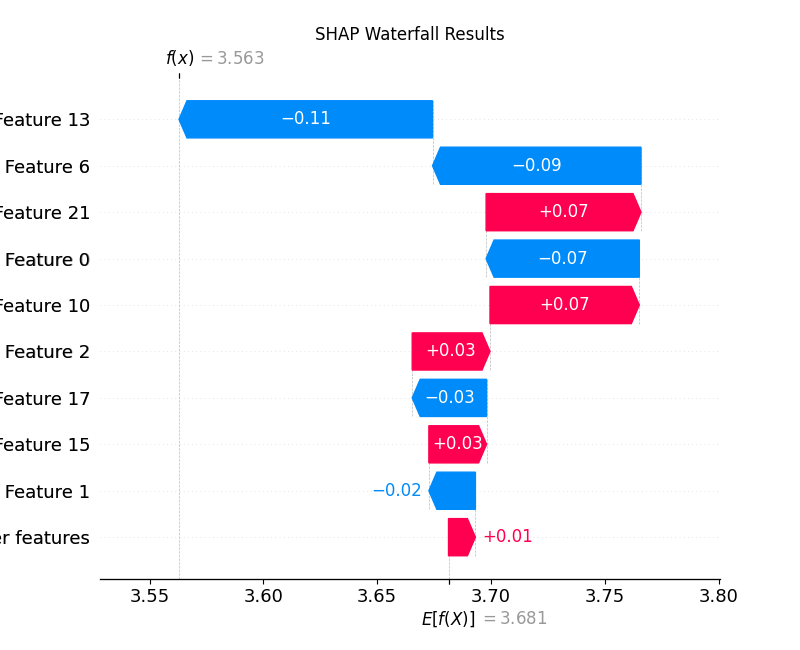 SHAP Waterfall Results
f(x) = 3.563
Feature 13 −0.11
Feature 6 −0.09
Feature 21 +0.07
Feature 0 −0.07
Feature 10 +0.07
Feature 2 +0.03
Feature 17 −0.03
Feature 15 +0.03
Feature 1 −0.02
features +0.01
3.55 3.60 3.65 3.70 3.75 3.80
E[f(X)] = 3.681